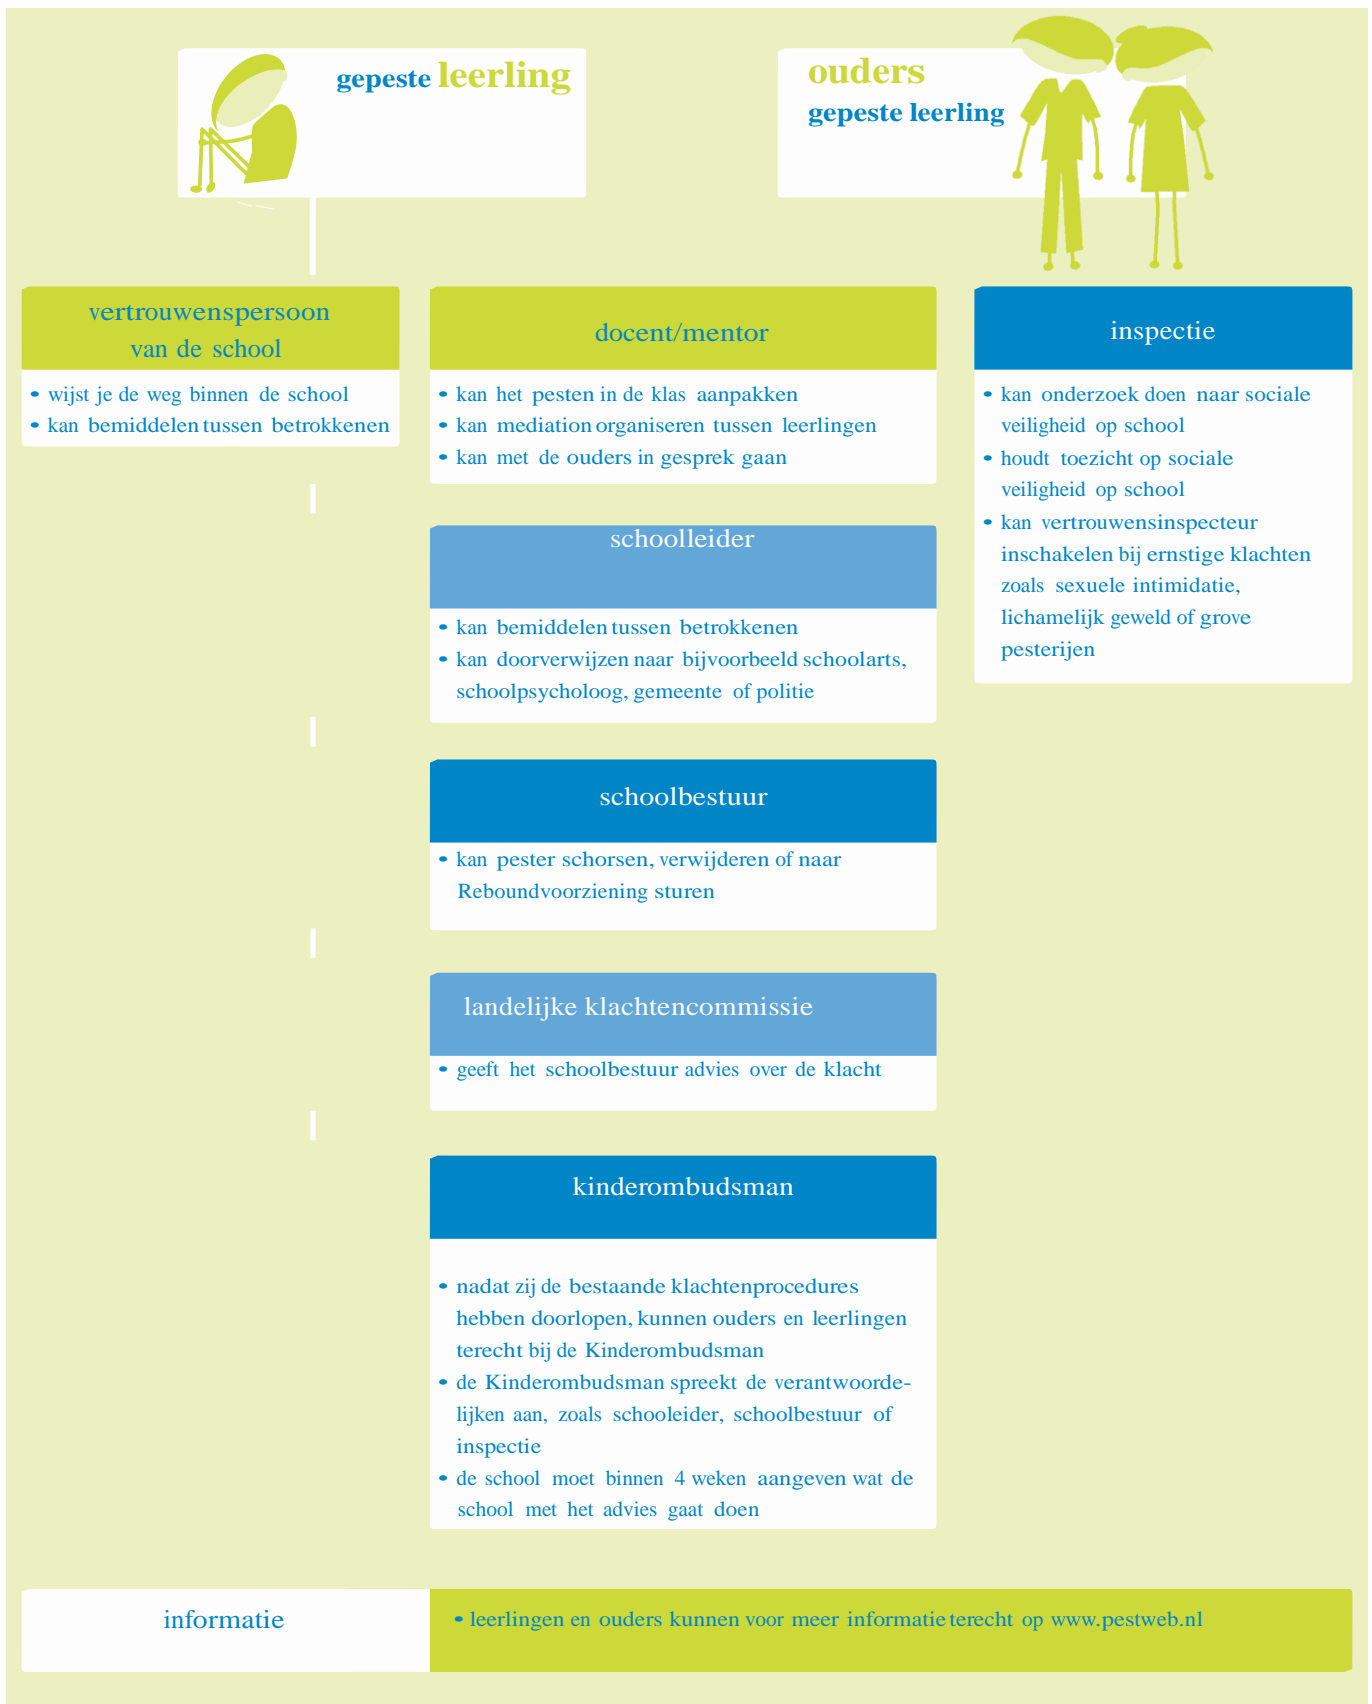 gepeste leerling
ouders
gepeste leerling
vertrouwenspersoon
van de school
• wijst je de weg binnen de school
• kan bemiddelen tussen betrokkenen
docent/mentor
• kan het pesten in de klas aanpakken
• kan mediation organiseren tussen leerlingen
• kan met de ouders in gesprek gaan
inspectie
• kan onderzoek doen naar sociale
veiligheid op school
• houdt toezicht op sociale
veiligheid op school
• kan vertrouwensinspecteur
inschakelen bij ernstige klachten
zoals sexuele intimidatie,
lichamelijk geweld of grove
pesterijen
schoolleider
• kan bemiddelen tussen betrokkenen
• kan doorverwijzen naar bijvoorbeeld schoolarts,
schoolpsycholoog, gemeente of politie
schoolbestuur
• kan pester schorsen, verwijderen of naar
Reboundvoorziening sturen
landelijke klachtencommissie
• geeft het schoolbestuur advies over de klacht
kinderombudsman
• nadat zij de bestaande klachtenprocedures
hebben doorlopen, kunnen ouders en leerlingen
terecht bij de Kinderombudsman
• de Kinderombudsman spreekt de verantwoorde-
lijken aan, zoals schooleider, schoolbestuur of
inspectie
• de school moet binnen 4 weken aangeven wat de
school met het advies gaat doen
informatie
• leerlingen en ouders kunnen voor meer informatie terecht op www.pestweb.nl